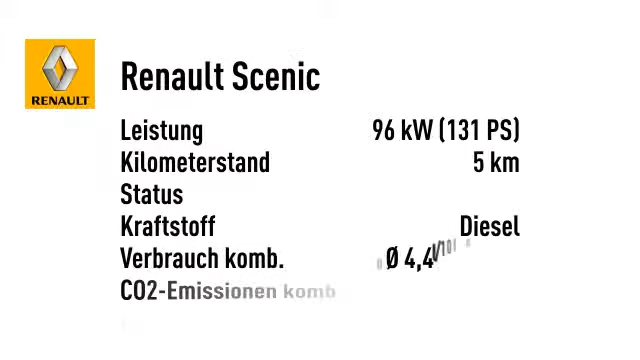 RENAULT
Renault Scenic
Leistung 96 kW (131 PS)
Kilometerstand 5 km
Status
Kraftstoff Diesel
Verbrauch komb. Ø 4,4
CO2-Emissionen komb